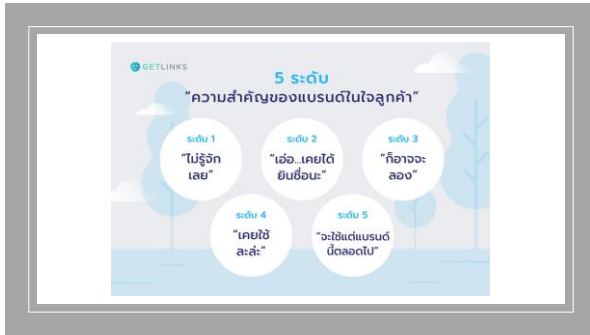 GETLINKS
5 ระดับ
"ความสำคัญของแบรนด์ในใจลูกค้า"
ระดับ 1
"ไม่รู้จัก
เลย"
ระดับ 2
"เอ่อ...เคยได้
ยินชื่อนะ"
ระดับ 3
"ก็อาจจะ
ลอง"
ระดับ 4
"เคยใช้
ละล่ะ"
ระดับ 5
"จะใช้แต่แบรนด์
นี้ตลอดไป"